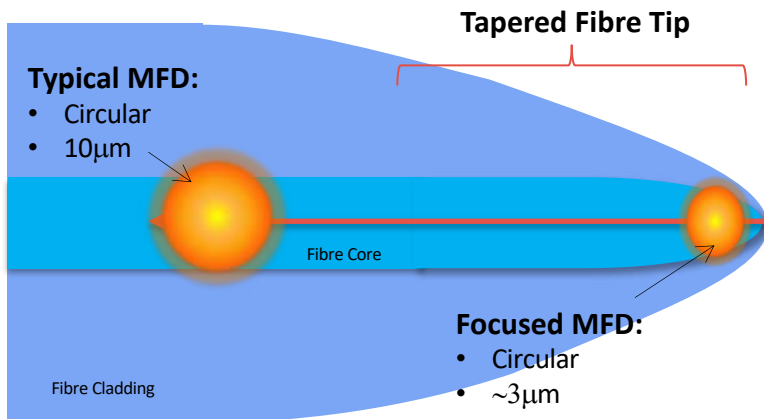 Tapered Fibre Tip
Typical MFD:
• Circular
• 10μm
Fibre Core
Focused MFD:
• Circular
• ~3μm
Fibre Cladding